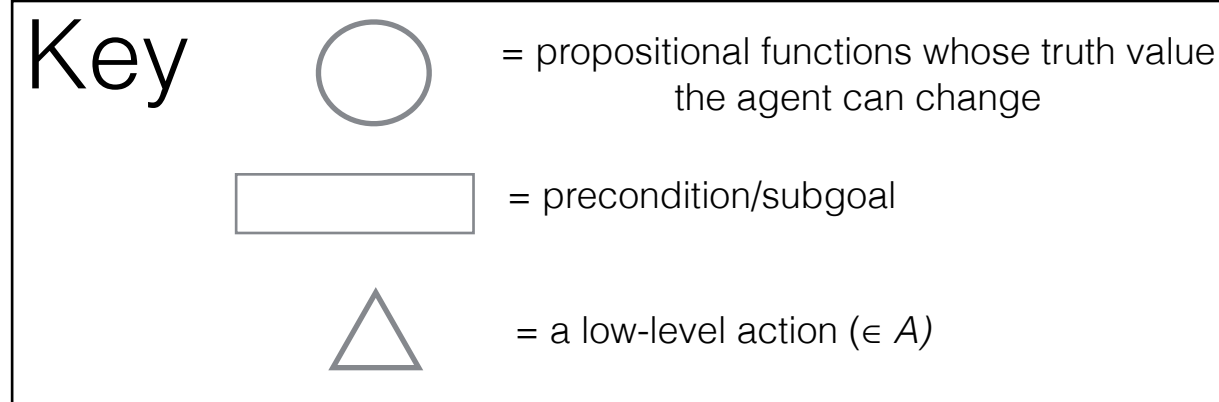 Key
= propositional functions whose truth value
the agent can change
= precondition/subgoal
= a low-level action (∈ A)